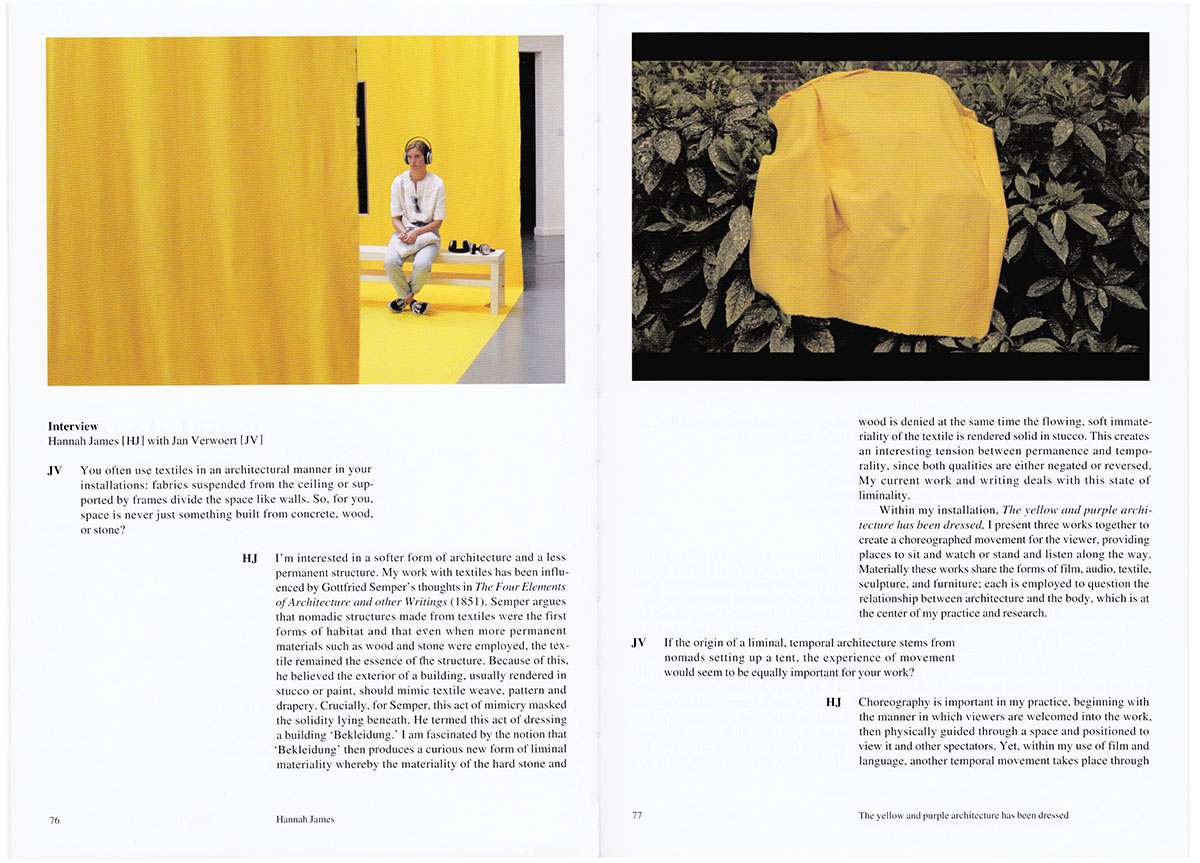 Interview
Hannah James [HJ] with Jan Verwoert [JV]
JV You often use textiles in an architectural manner in your
installations: fabrics suspended from the ceiling or sup-
ported by frames divide the space like walls. So, for you,
space is never just something built from concrete, wood,
or stone?
HJ I’m interested in a softer form of architecture and a less
permanent structure. My work with textiles has been influ-
enced by Gottfried Semper’s thoughts in The Four Elements
of Architecture and other Writings (1851). Semper argues
that nomadic structures made from textiles were the first
forms of habitat and that even when more permanent
materials such as wood and stone were employed, the tex-
tile remained the essence of the structure. Because of this,
he believed the exterior of a building, usually rendered in
stucco or paint, should mimic textile weave, pattern and
drapery. Crucially, for Semper, this act of mimicry masked
the solidity lying beneath. He termed this act of dressing
a building ‘Bekleidung.’ I am fascinated by the notion that
‘Bekleidung’ then produces a curious new form of liminal
materiality whereby the materiality of the hard stone and
76
Hannah James
wood is denied at the same time the flowing, soft immate-
riality of the textile is rendered solid in stucco. This creates
an interesting tension between permanence and tempo-
rality, since both qualities are either negated or reversed.
My current work and writing deals with this state of
liminality.
Within my installation, The yellow and purple archi-
tecture has been dressed, I present three works together to
create a choreographed movement for the viewer, providing
places to sit and watch or stand and listen along the way.
Materially these works share the forms of film, audio, textile,
sculpture, and furniture; each is employed to question the
relationship between architecture and the body, which is at
the center of my practice and research.
JV If the origin of a liminal, temporal architecture stems from
nomads setting up a tent, the experience of movement
would seem to be equally important for your work?
HJ Choreography is important in my practice, beginning with
the manner in which viewers are welcomed into the work,
then physically guided through a space and positioned to
view it and other spectators. Yet, within my use of film and
language, another temporal movement takes place through
77
The yellow and purple architecture has been dressed